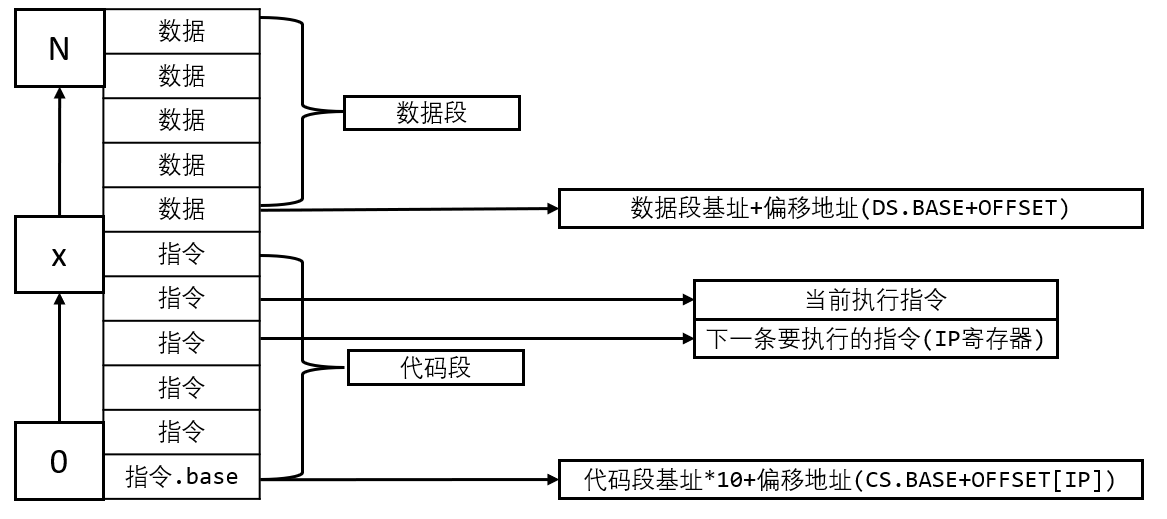 N
数据
数据
数据
数据
数据
数据段
数据段基址+偏移地址(DS.BASE+OFFSET)
x
指令
指令
指令
指令
指令
指令.base
当前执行指令
下一条要执行的指令(IP寄存器)
代码段
0
代码段基址*10+偏移地址(CS.BASE+OFFSET[IP])